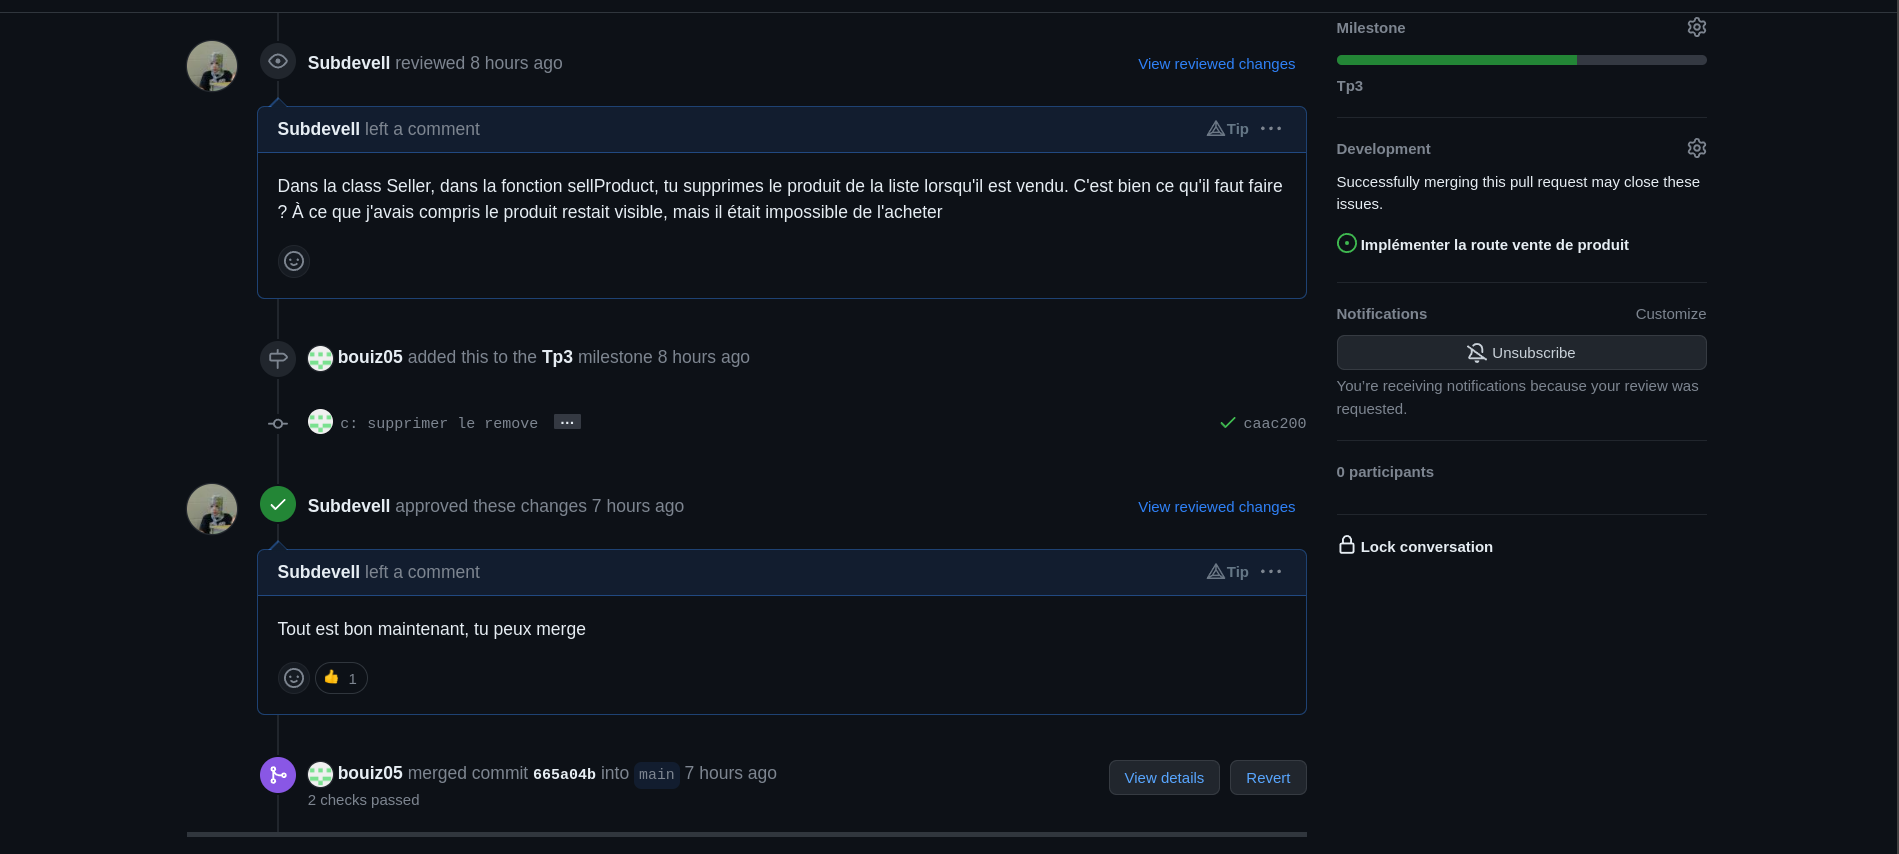 Subdevell reviewed 8 hours ago
View reviewed changes
Subdevell left a comment
Tip
Dans la class Seller, dans la fonction sellProduct, tu supprimes le produit de la liste lorsqu'il est vendu. C'est bien ce qu'il faut faire
? À ce que j'avais compris le produit restait visible, mais il était impossible de l'acheter
bouiz05 added this to the Tp3 milestone 8 hours ago
c: supprimer le remove ...
caac200
Subdevell approved these changes 7 hours ago
View reviewed changes
Subdevell left a comment
Tip
Tout est bon maintenant, tu peux merge
👍 1
bouiz05 merged commit 665a04b into main 7 hours ago
View details
Revert
2 checks passed
Milestone
Tp3
Development
Successfully merging this pull request may close these
issues.
Implémenter la route vente de produit
Notifications
Customize
Unsubscribe
You're receiving notifications because your review was
requested.
0 participants
Lock conversation